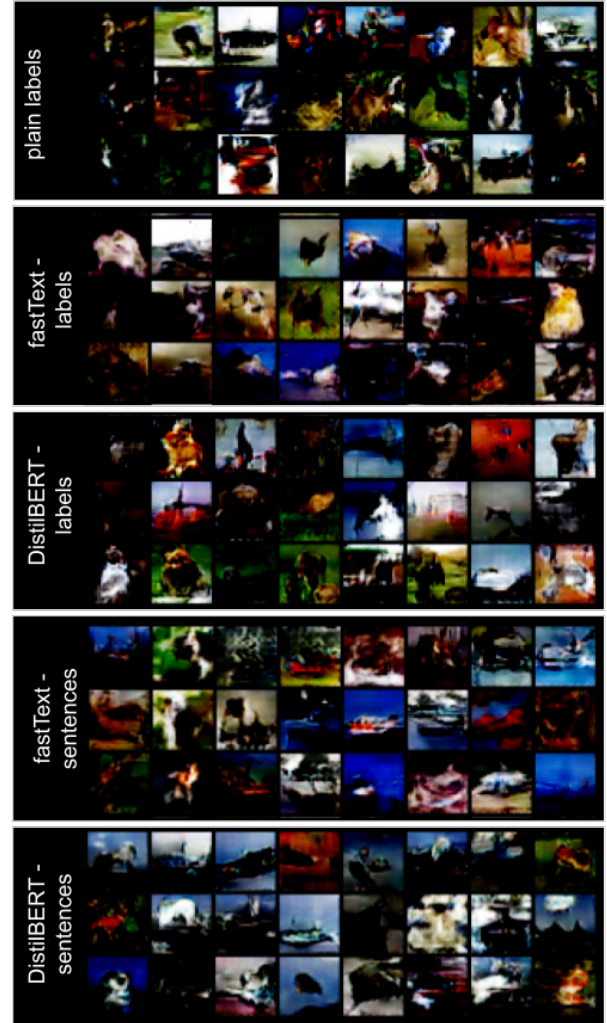 plain labels
fastText -
labels
DistilBERT -
labels
fastText -
sentences
DistilBERT -
sentences